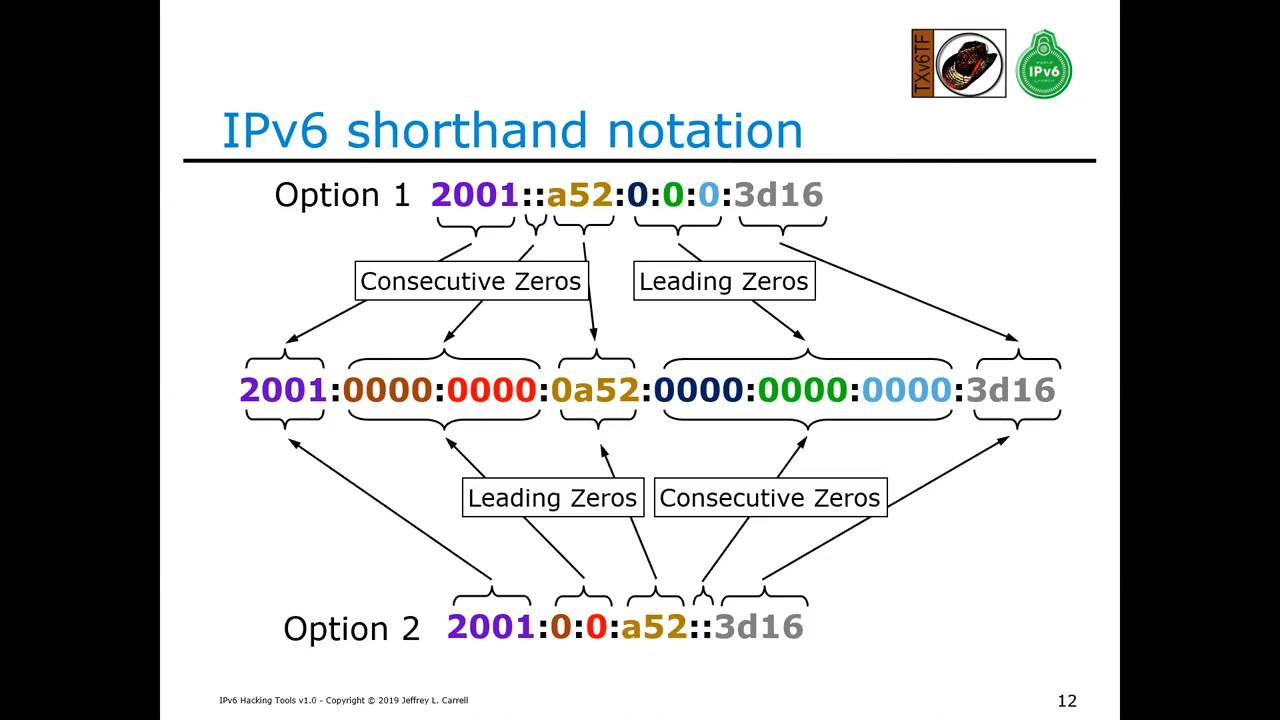 TXv6TF
WORLD
IPv6
LAUNCH
IPv6 shorthand notation
Option 1 2001::a52:0:0:0:3d16
Consecutive Zeros
Leading Zeros
2001:0000:0000:0a52:0000:0000:0000:3d16
Leading Zeros
Consecutive Zeros
Option 2 2001:0:0:a52::3d16
IPv6 Hacking Tools v1.0 - Copyright © 2019 Jeffrey L. Carrell
12